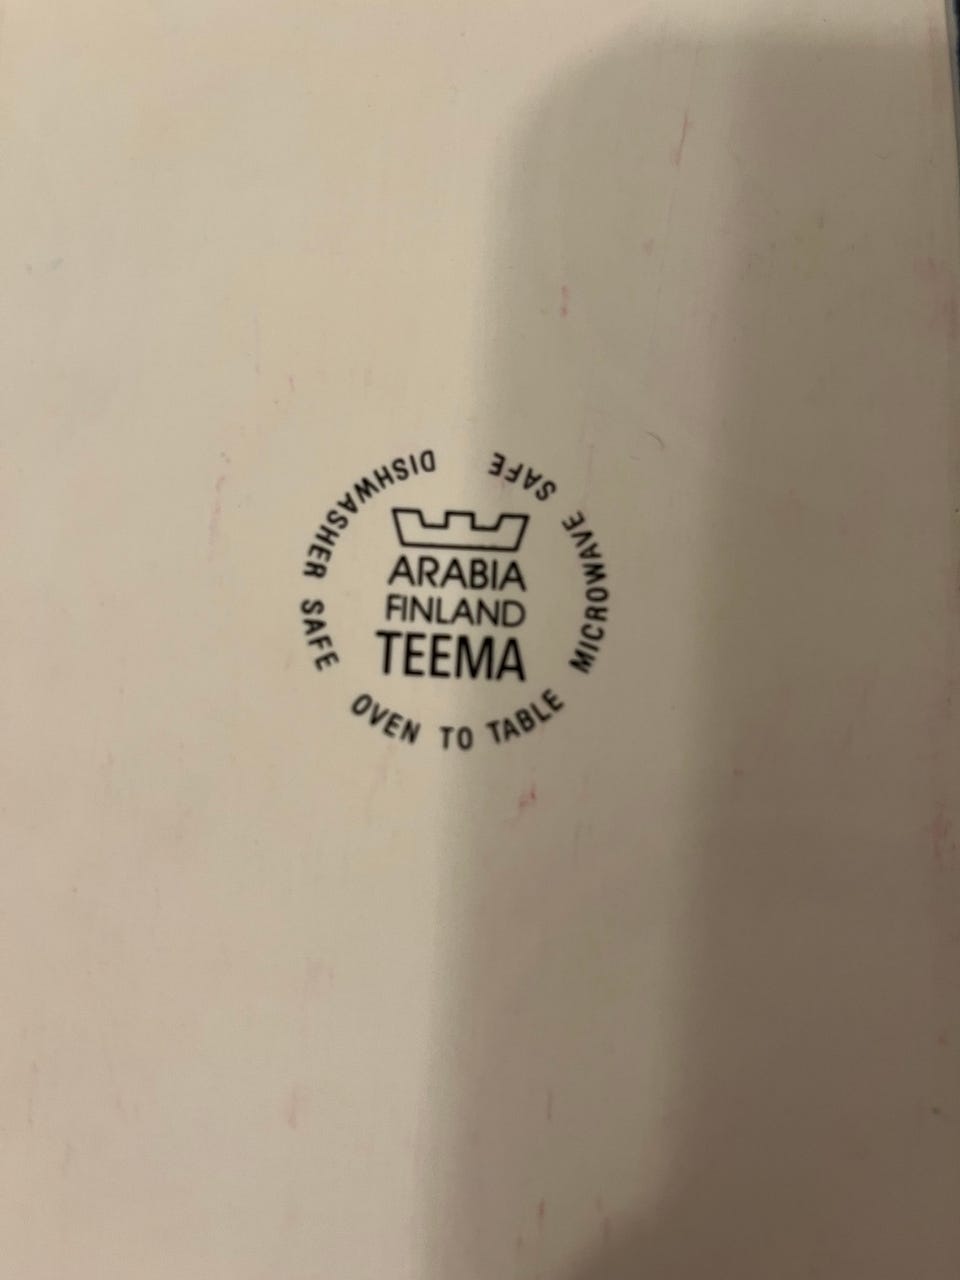 ARABIA
FINLAND
TEEMA
DISHWASHER SAFE OVEN TO TABLE MICROWAVE SAFE